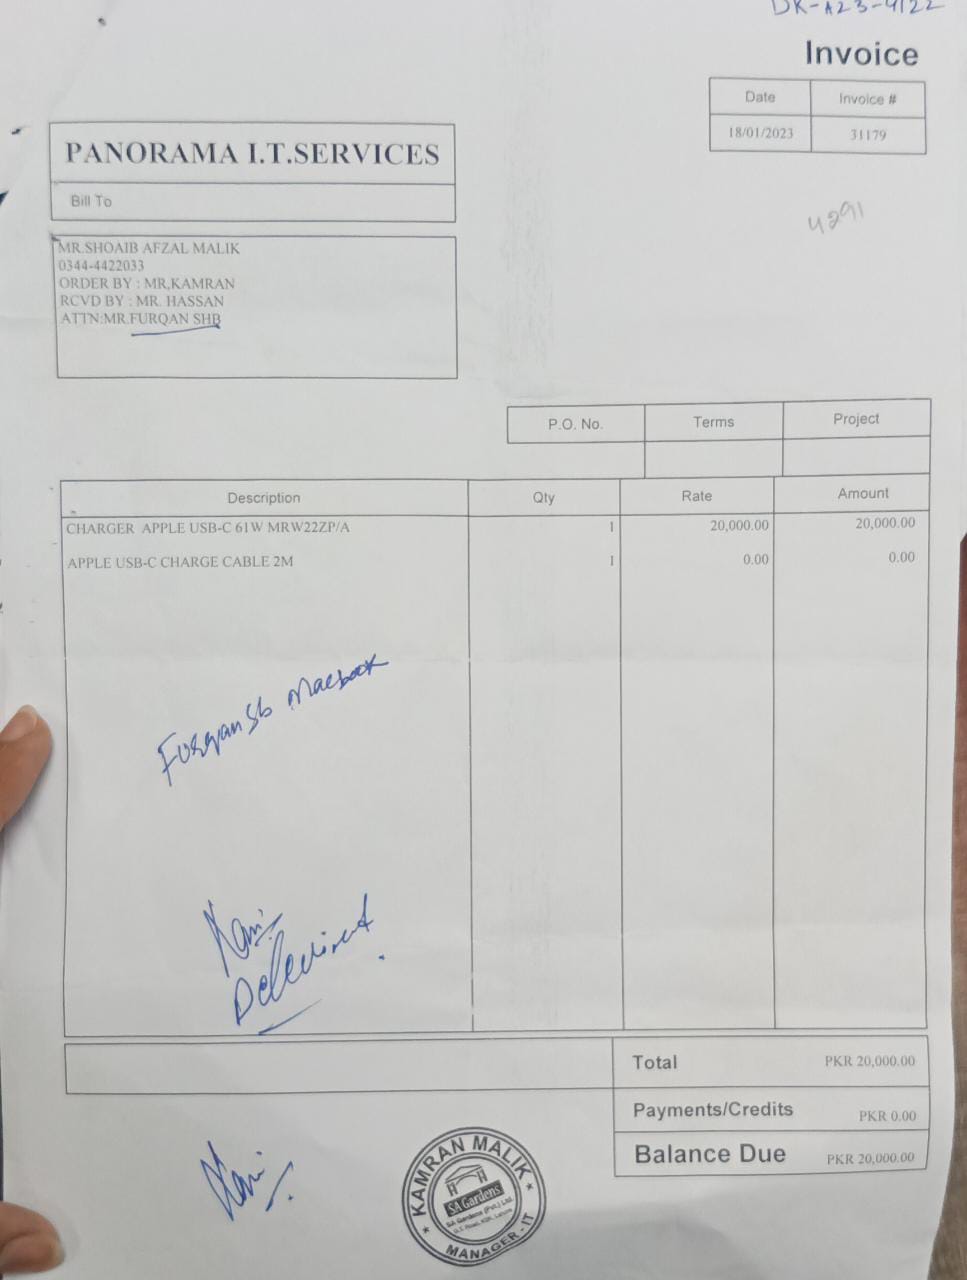 DK-A23-4122
Invoice
Date Invoice #
18/01/2023 31179
PANORAMA I.T.SERVICES
Bill To
4291
MR.SHOAIB AFZAL MALIK
0344-4422033
ORDER BY : MR,KAMRAN
RCVD BY : MR. HASSAN
ATTN:MR.FURQAN SHB
P.O. No. Terms Project
Description Qty Rate Amount
CHARGER APPLE USB-C 61W MRW22ZP/A 1 20,000.00 20,000.00
APPLE USB-C CHARGE CABLE 2M 1 0.00 0.00
Furqan Sb Macbook
Total PKR 20,000.00
Payments/Credits PKR 0.00
Balance Due PKR 20,000.00
KAMRAN MALIK
SA Gardens
SA Gardens (Pvt.) Ltd.
G.T. Road, KSK, Lahore
MANAGER - IT